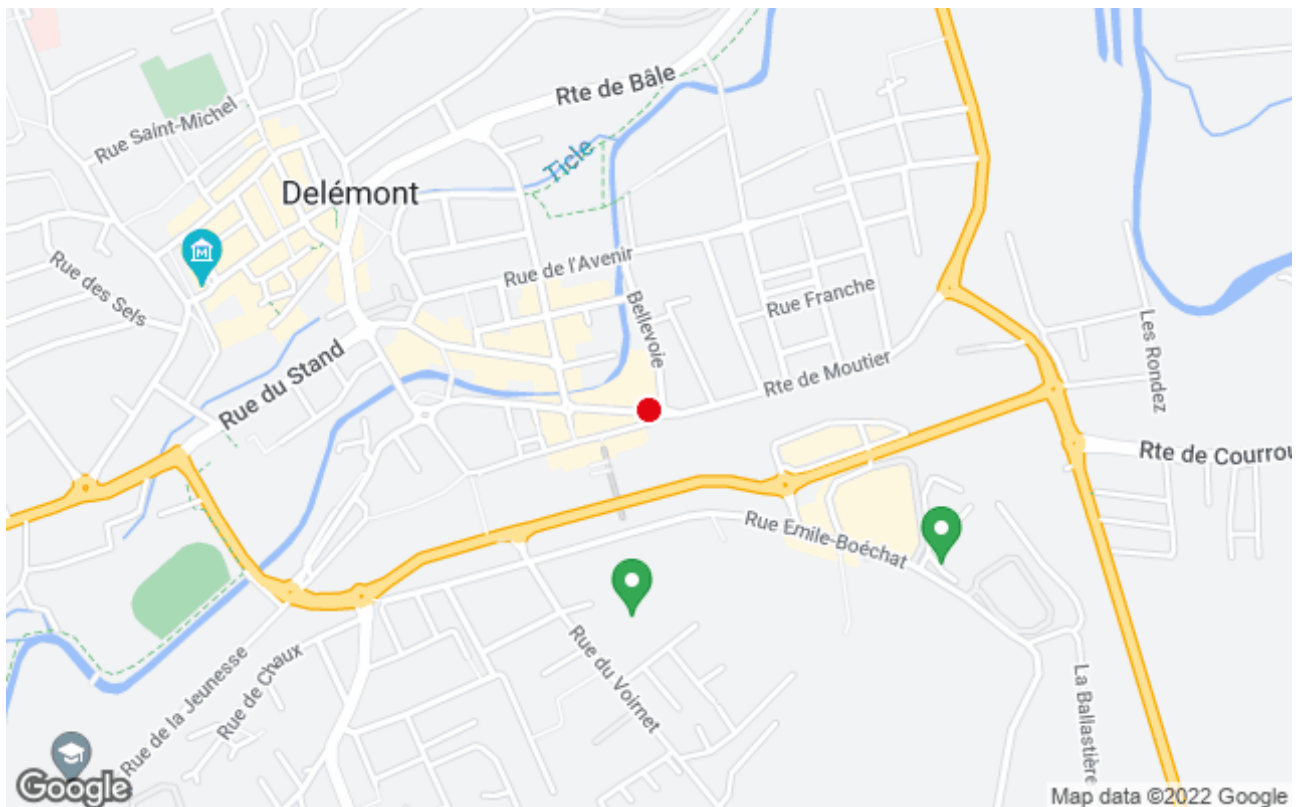 Rte de Bâle
Rue Saint-Michel
Ticle
Delémont
Rue de l'Avenir
Rue des Sels
M
Bellevoie
Rue Franche
Les Rondez
Rue du Stand
Rte de Moutier
Rte de Courrou
Rue Emile-Boéchat
Rue de la Jeunesse
Rue de Chaux
Rue du Voirnet
La Ballastière
Google
Map data ©2022 Google